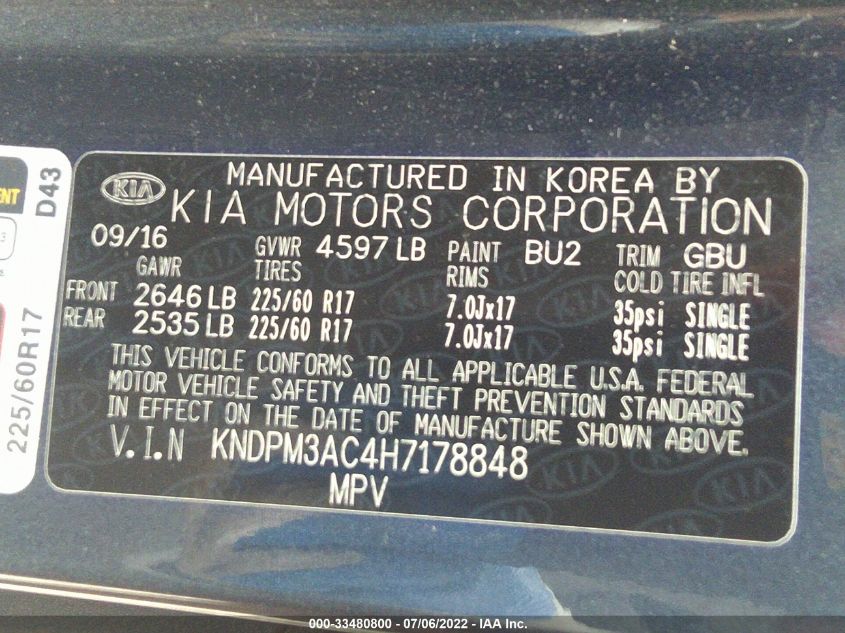 ENT
3
D43
225/60R17
KIA
MANUFACTURED IN KOREA BY
KIA MOTORS CORPORATION
09/16 GVWR 4597 LB PAINT BU2 TRIM GBU
GAWR TIRES RIMS COLD TIRE INFL
FRONT 2646 LB 225/60 R17 7.0Jx17 35psi SINGLE
REAR 2535 LB 225/60 R17 7.0Jx17 35psi SINGLE
THIS VEHICLE CONFORMS TO ALL APPLICABLE U.S.A. FEDERAL
MOTOR VEHICLE SAFETY AND THEFT PREVENTION STANDARDS
IN EFFECT ON THE DATE OF MANUFACTURE SHOWN ABOVE.
V.I.N KNDPM3AC4H7178848
MPV
000-33480800 - 07/06/2022 - IAA Inc.